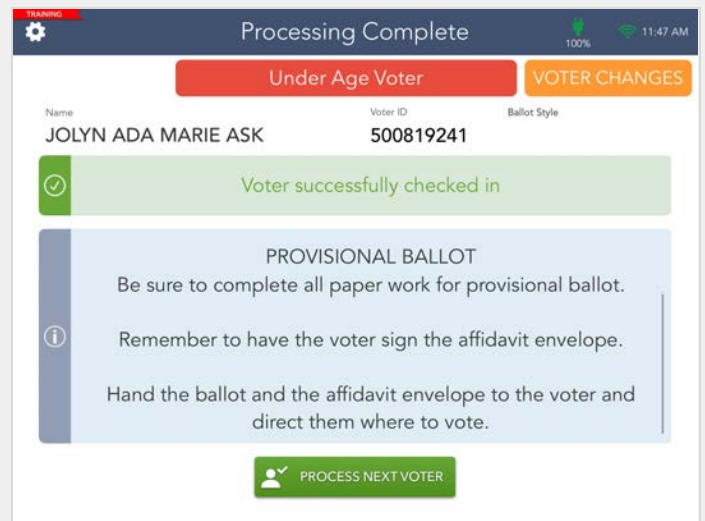 TRAINING
Processing Complete
100%
11:47 AM
Under Age Voter
VOTER CHANGES
Name
Voter ID
Ballot Style
JOLYN ADA MARIE ASK
500819241
Voter successfully checked in
PROVISIONAL BALLOT
Be sure to complete all paper work for provisional ballot.
Remember to have the voter sign the affidavit envelope.
Hand the ballot and the affidavit envelope to the voter and
direct them where to vote.
PROCESS NEXT VOTER